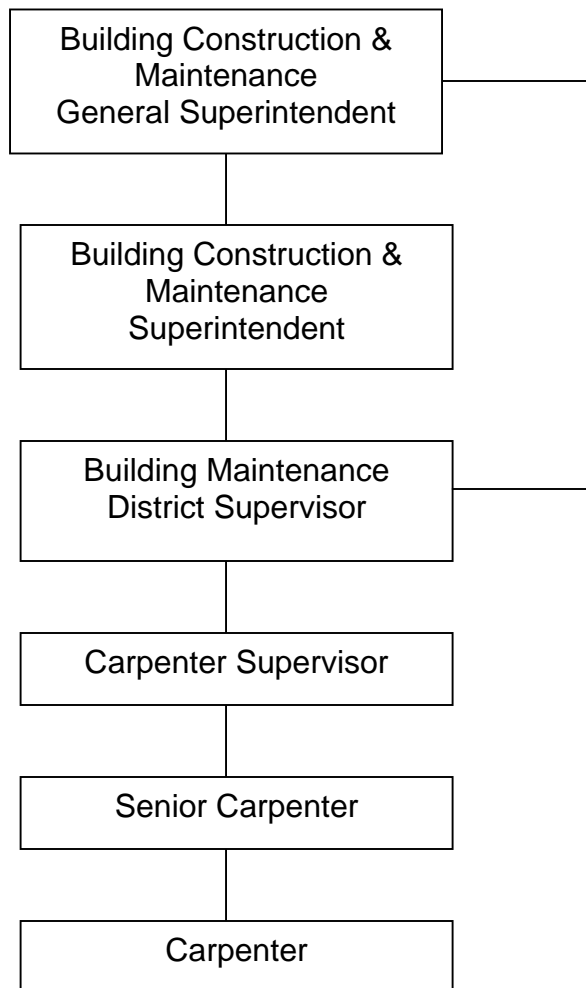 Building Construction &
Maintenance
General Superintendent
Building Construction &
Maintenance
Superintendent
Building Maintenance
District Supervisor
Carpenter Supervisor
Senior Carpenter
Carpenter